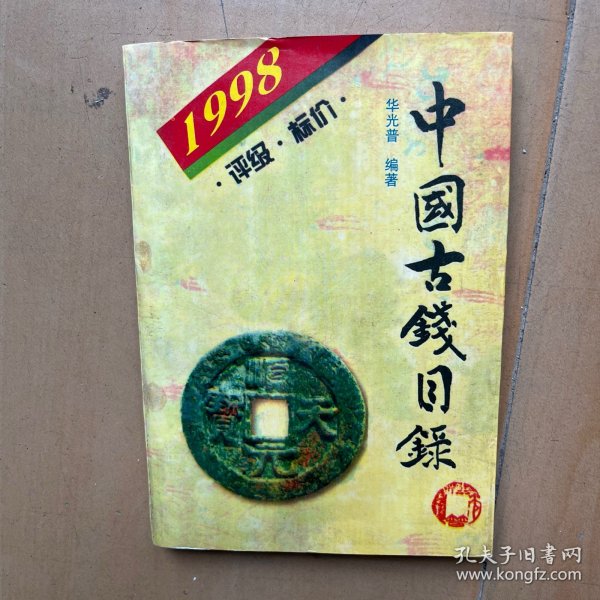 1998
·评级·标价·
华光普 编著
中國古錢目錄
順天元寶
孔夫子旧书网
www.kongfz.com